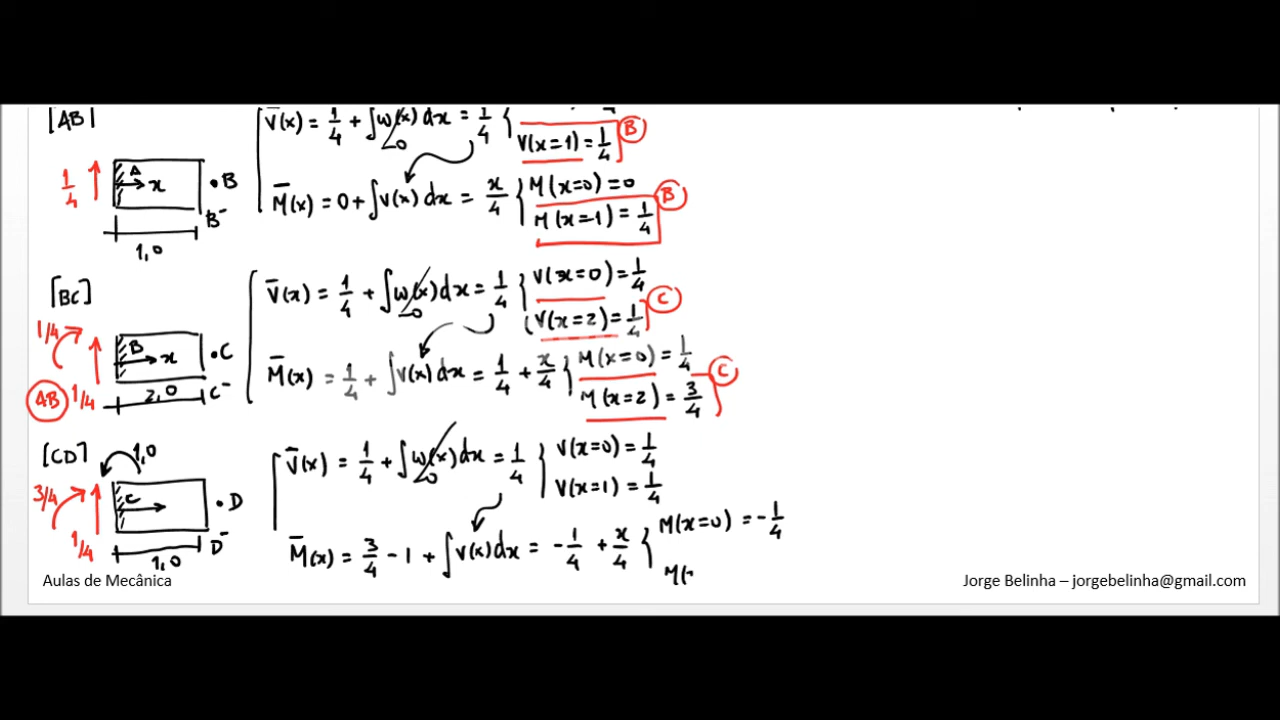 [AB]
V̄(x) = 1/4 + ∫w(x)dx = 1/4 { V(x=1) = 1/4 (B)
=0
1/4 A x • B
B⁻
1,0
M̄(x) = 0 + ∫V(x)dx = x/4 { M(x=0) = 0
M(x=1) = 1/4 (B)
[BC]
V̄(x) = 1/4 + ∫w(x)dx = 1/4 { V(x=0) = 1/4
=0
V(x=2) = 1/4 (C)
1/4 B x • C
AB 1/4 2,0 C⁻
M̄(x) = 1/4 + ∫V(x)dx = 1/4 + x/4 { M(x=0) = 1/4
M(x=2) = 3/4 (C)
[CD] 1,0
V̄(x) = 1/4 + ∫w(x)dx = 1/4 { V(x=0) = 1/4
=0
V(x=1) = 1/4
3/4 C • D
1/4 D⁻
1,0
M̄(x) = 3/4 - 1 + ∫V(x)dx = -1/4 + x/4 { M(x=0) = -1/4
M(
Aulas de Mecânica
Jorge Belinha – jorgebelinha@gmail.com